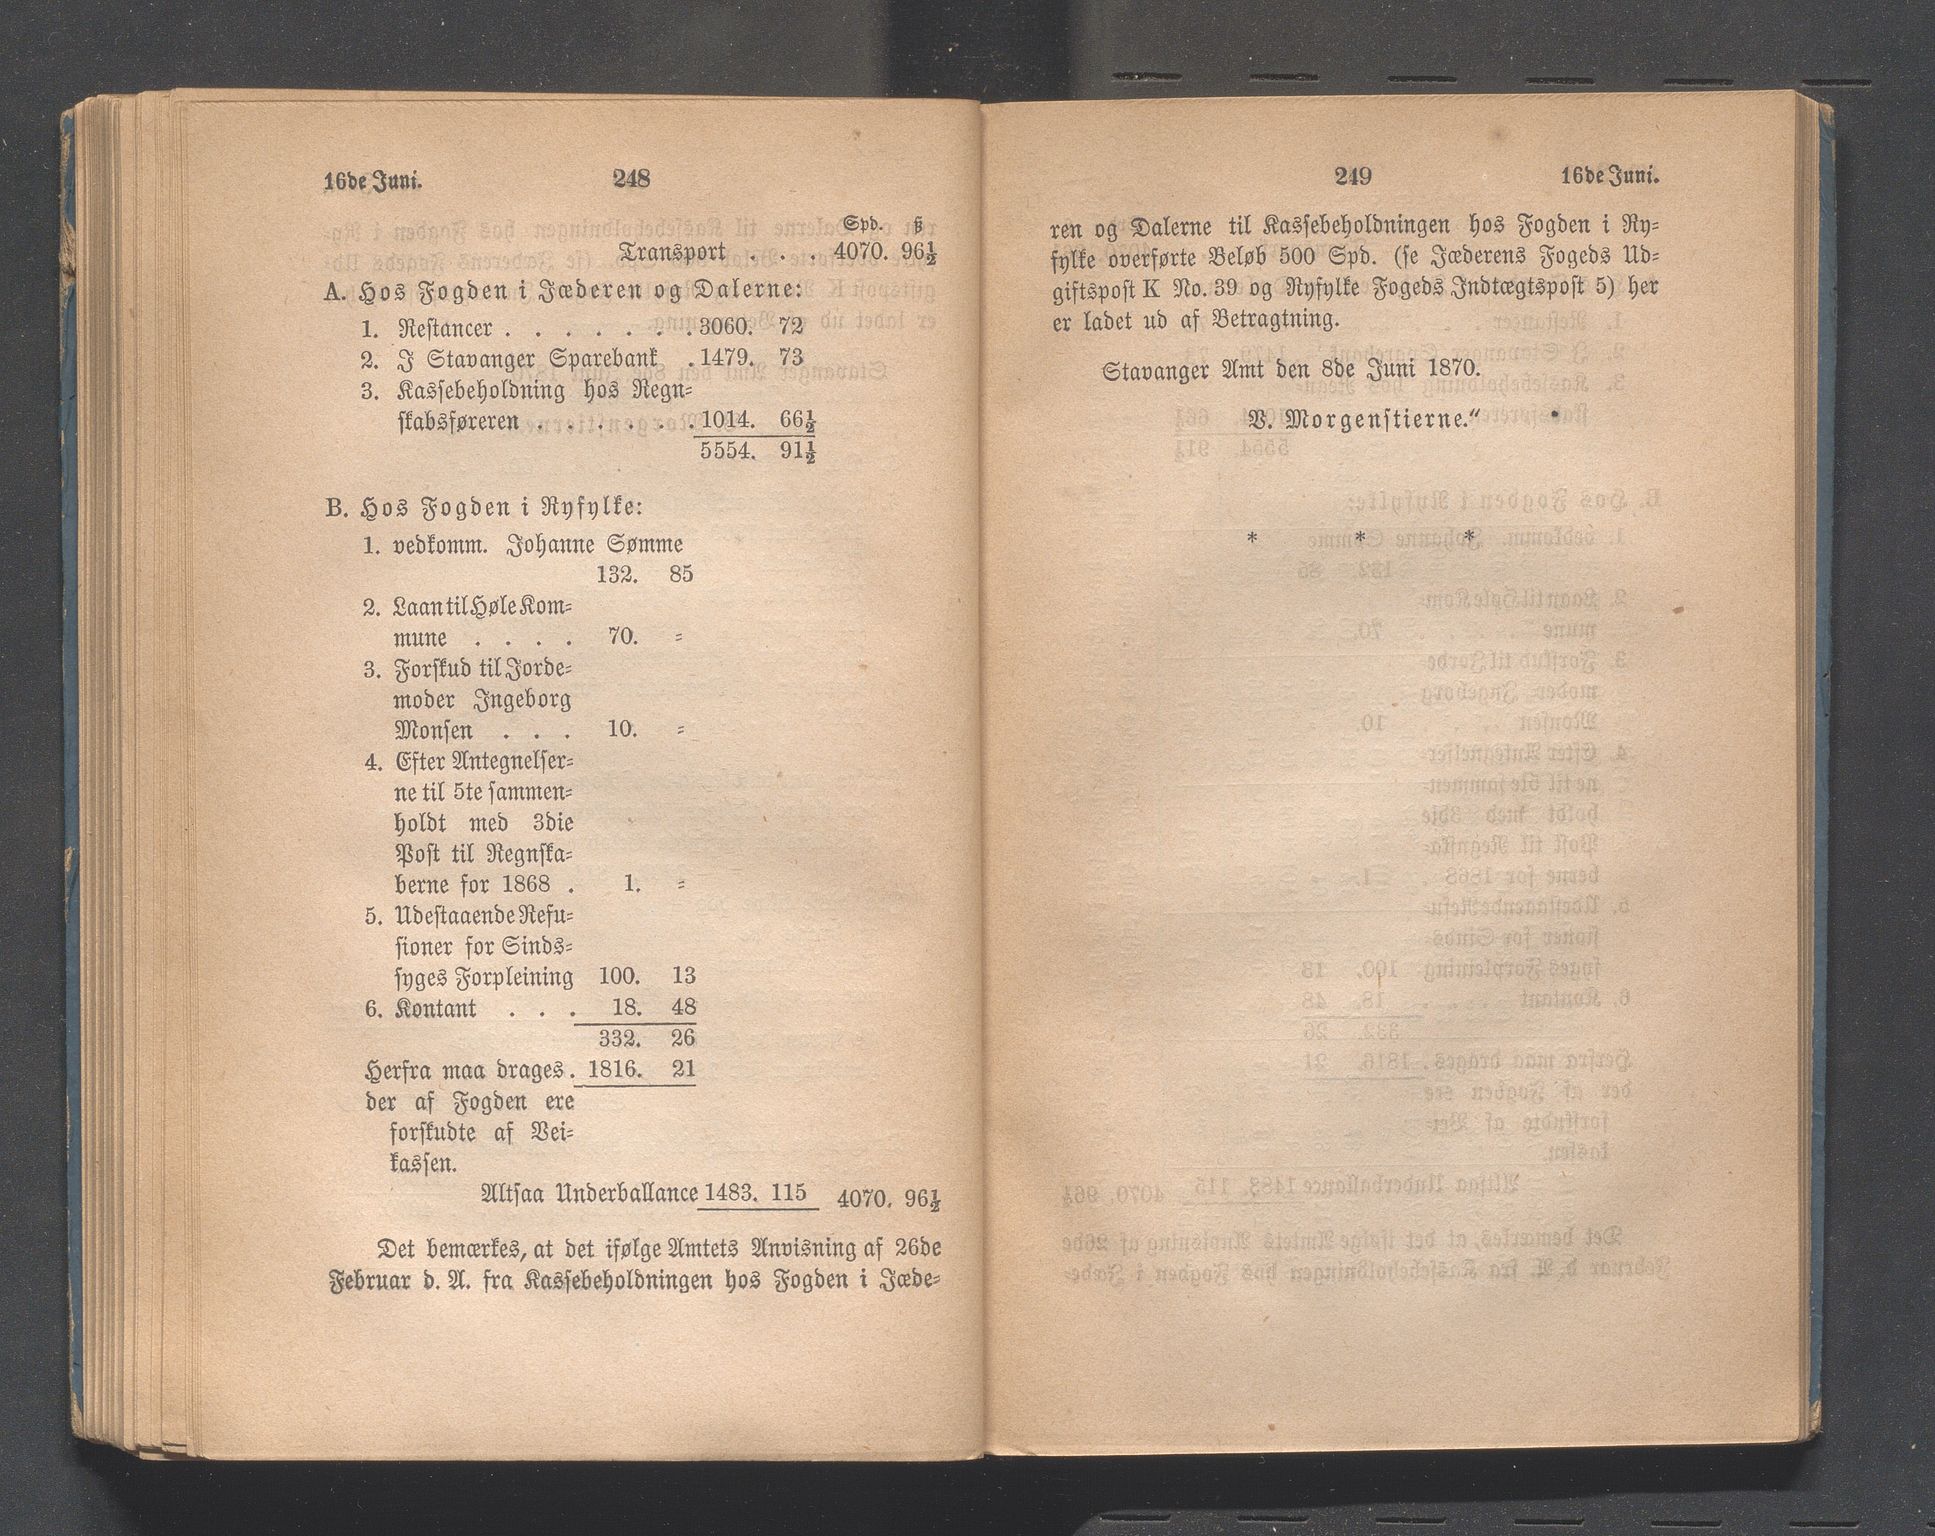 16de Juni.	248
Spd.	ß
Transport . . . 4070. 96½
A. Hos Fogden i Jæderen og Dalerne:
1. Restancer . . . . . . . 3060. 72
2. I Stavanger Sparebank . 1479. 73
3. Kassebeholdning hos Regn=
skabsføreren . . . . . . 1014. 66½
5554. 91½
B. Hos Fogden i Ryfylke:
1. vedkomm. Johanne Sømme
132. 85
2. Laan til Høle Kom=
mune . . . . 70. =
3. Forskud til Jorde=
moder Ingeborg
Monsen . . . 10. =
4. Efter Antegnelser=
ne til 5te sammen=
holdt med 3die
Post til Regnska=
berne for 1868 . 1. =
5. Udestaaende Refu=
sioner for Sinds=
syges Forpleining 100. 13
6. Kontant . . . 18. 48
332. 26
Herfra maa drages . 1816. 21
der af Fogden ere
forskudte af Vei=
kassen.
Altsaa Underballance 1483. 115 4070. 96½
Det bemærkes, at det ifølge Amtets Anvisning af 26de
Februar d. A. fra Kassebeholdningen hos Fogden i Jæde=
249	16de Juni.
ren og Dalerne til Kassebeholdningen hos Fogden i Ry=
fylke overførte Beløb 500 Spd. (se Jæderens Fogeds Ud=
giftspost K No. 39 og Ryfylke Fogeds Indtægtspost 5) her
er ladet ud af Betragtning.
Stavanger Amt den 8de Juni 1870.
V. Morgenstierne."
* * *